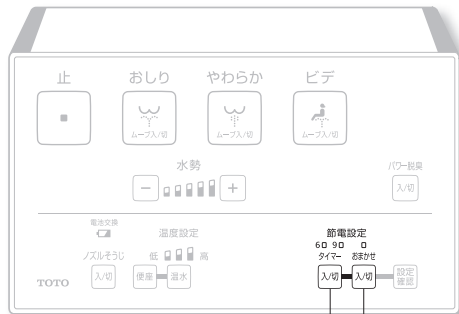 止 おしり やわらか ビデ
ムーブ入/切 ムーブ入/切 ムーブ入/切
水勢
パワー脱臭
− + 入/切
電池交換
温度設定 節電設定
6 9
ノズルそうじ 低 高 タイマー おまかせ
TOTO 入/切 便座 温水 入/切 入/切 設定確認